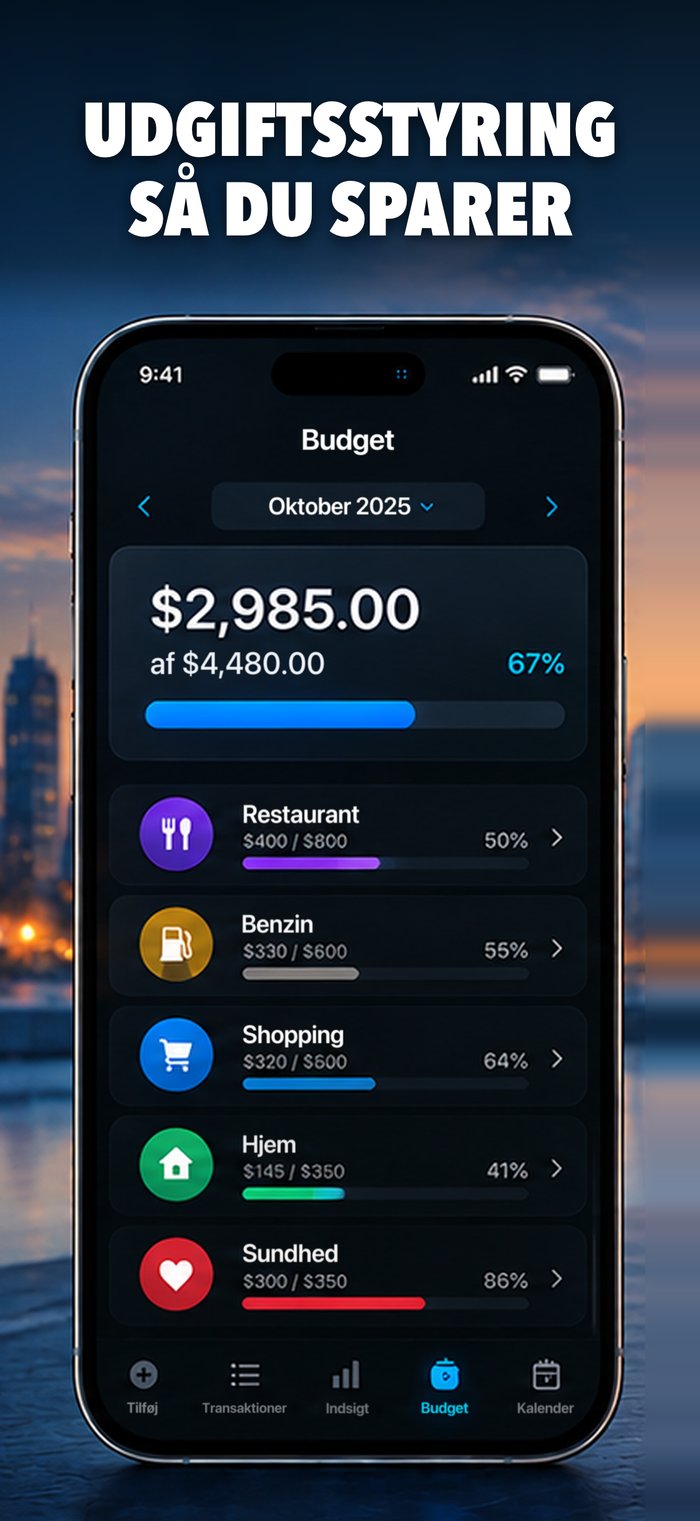 UDGIFTSSTYRING
SÅ DU SPARER
9:41
Budget
Oktober 2025
$2,985.00
af $4,480.00
67%
Restaurant
$400 / $800
50%
Benzin
$330 / $600
55%
Shopping
$320 / $600
64%
Hjem
$145 / $350
41%
Sundhed
$300 / $350
86%
Tilføj
Transaktioner
Indsigt
Budget
Kalender